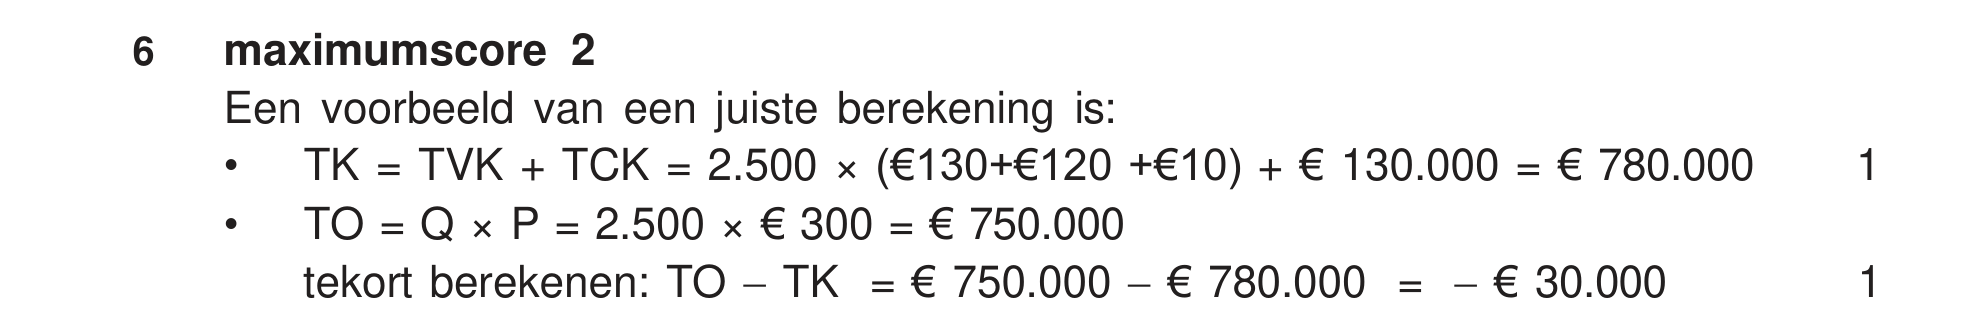 6 maximumscore 2
Een voorbeeld van een juiste berekening is:
• TK = TVK + TCK = 2.500 × (€130+€120 +€10) + € 130.000 = € 780.000 1
• TO = Q × P = 2.500 × € 300 = € 750.000
tekort berekenen: TO – TK = € 750.000 – € 780.000 = – € 30.000 1